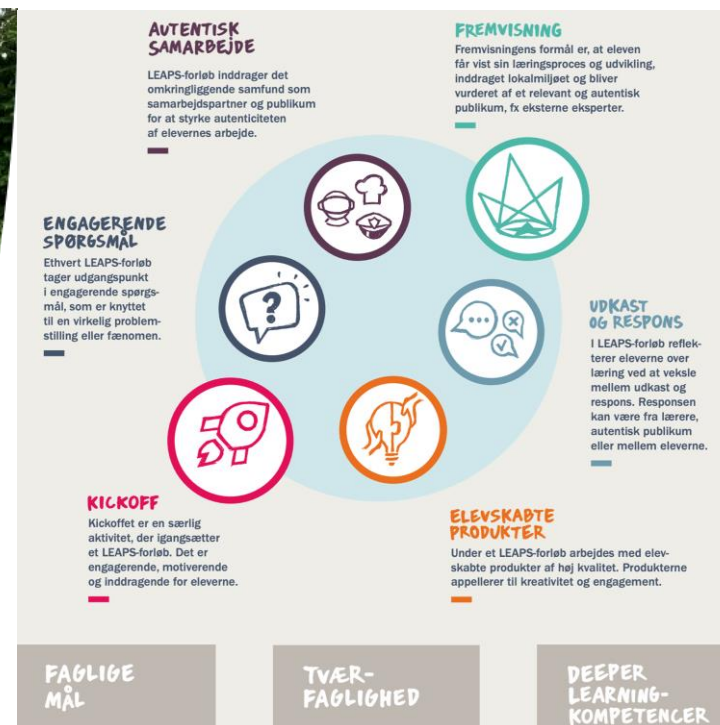 AUTENTISK
SAMARBEJDE
LEAPS-forløb inddrager det
omkringliggende samfund som
samarbejdspartner og publikum
for at styrke autenticiteten
af elevernes arbejde.
FREMVISNING
Fremvisningens formål er, at eleven
får vist sin læringsproces og udvikling,
inddraget lokalmiljøet og bliver
vurderet af et relevant og autentisk
publikum, fx eksterne eksperter.
ENGAGERENDE
SPØRGSMÅL
Ethvert LEAPS-forløb
tager udgangspunkt
i engagerende spørgs-
mål, som er knyttet
til en virkelig problem-
stilling eller fænomen.
?
UDKAST
OG RESPONS
I LEAPS-forløb reflek-
terer eleverne over
læring ved at veksle
mellem udkast og
respons. Responsen
kan være fra lærere,
autentisk publikum
eller mellem eleverne.
KICKOFF
Kickoffet er en særlig
aktivitet, der igangsætter
et LEAPS-forløb. Det er
engagerende, motiverende
og inddragende for eleverne.
ELEVSKABTE
PRODUKTER
Under et LEAPS-forløb arbejdes med elev-
skabte produkter af høj kvalitet. Produkterne
appellerer til kreativitet og engagement.
FAGLIGE
MÅL
TVÆR-
FAGLIGHED
DEEPER
LEARNING-
KOMPETENCER